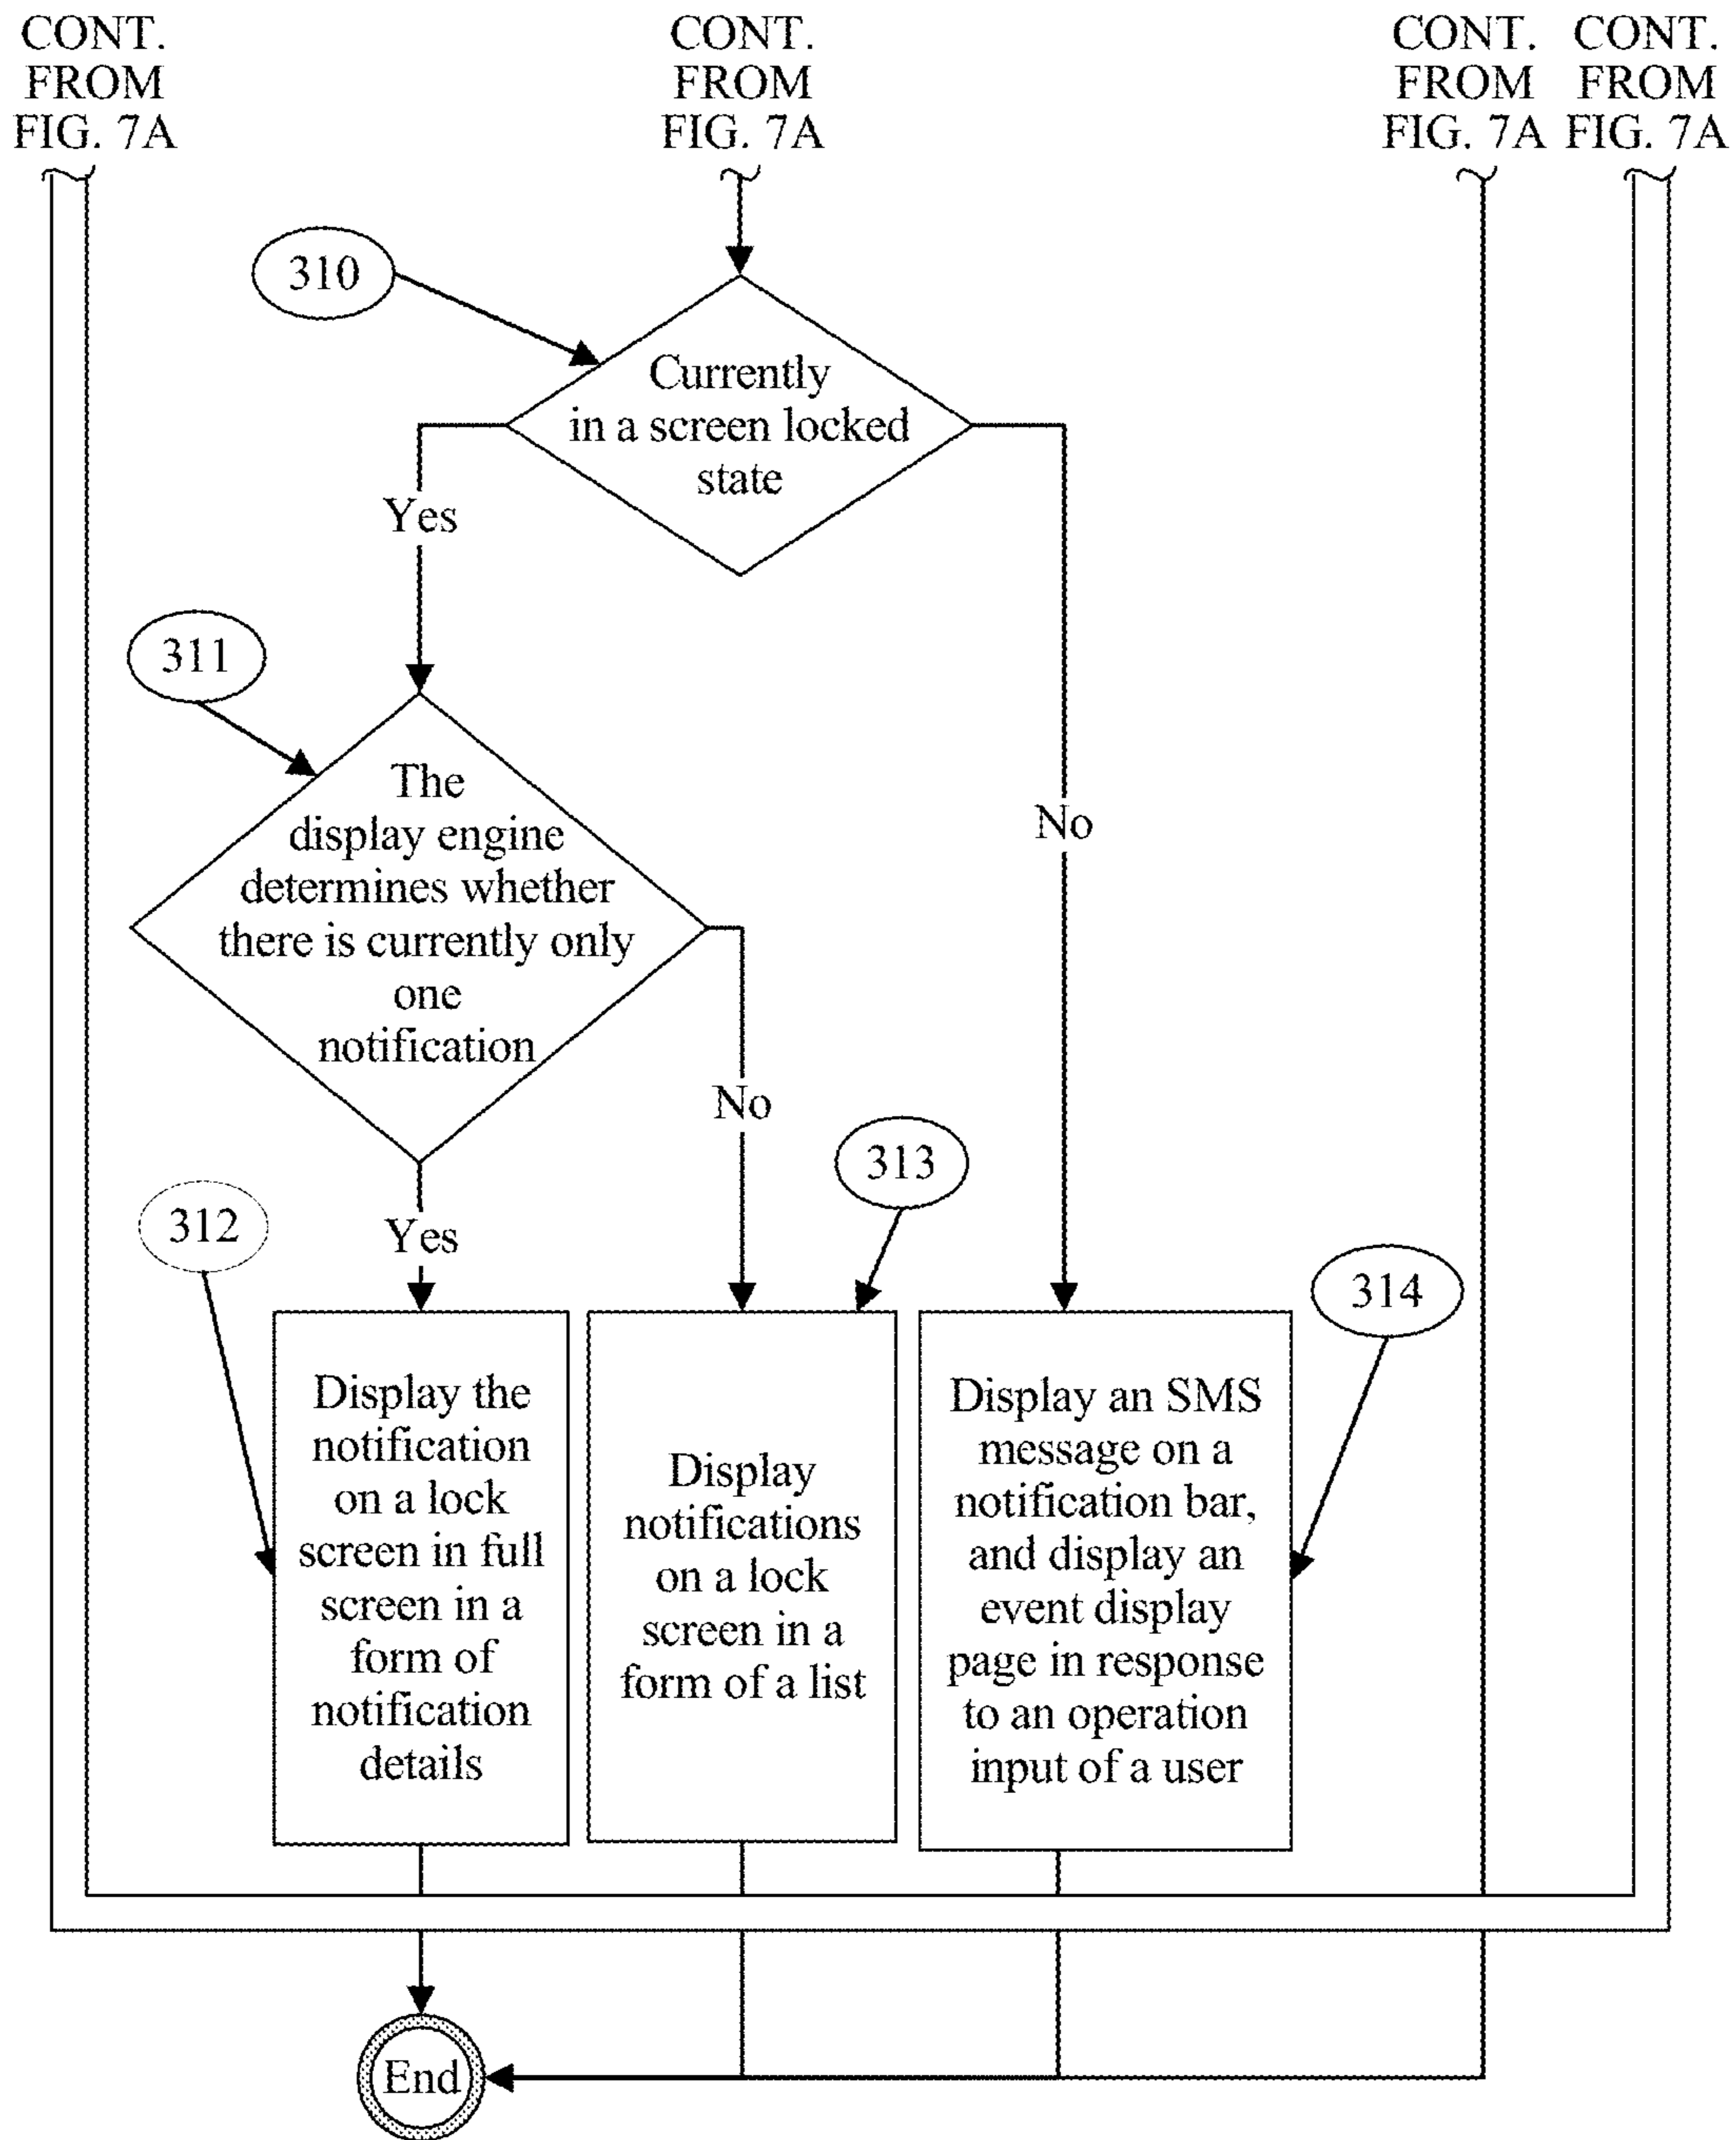 CONT.
FROM
FIG. 7A
CONT.
FROM
FIG. 7A
CONT.
FROM
FIG. 7A
CONT.
FROM
FIG. 7A
310
Currently
in a screen locked
state
Yes
No
311
The
display engine
determines whether
there is currently only
one
notification
Yes
No
312
Display the
notification
on a lock
screen in full
screen in a
form of
notification
details
313
Display
notifications
on a lock
screen in a
form of a list
314
Display an SMS
message on a
notification bar,
and display an
event display
page in response
to an operation
input of a user
End